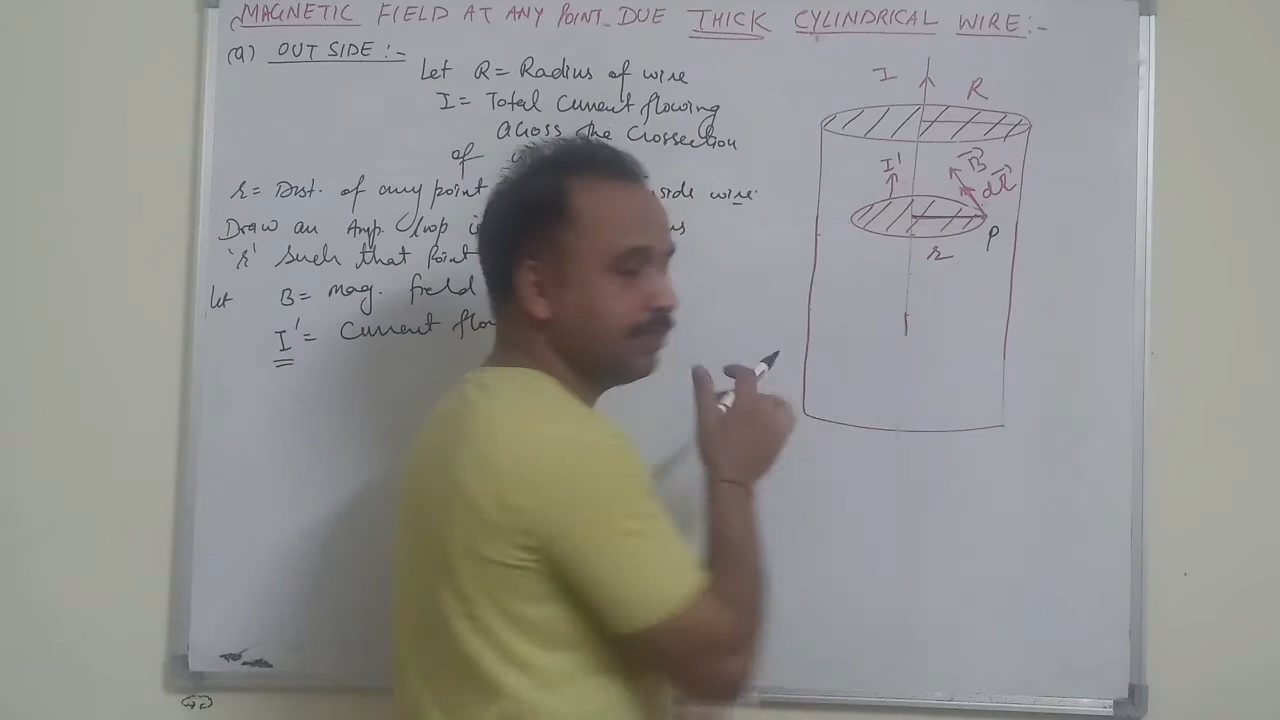 MAGNETIC FIELD AT ANY POINT DUE THICK CYLINDRICAL WIRE:-
(a) OUT SIDE:-
Let R = Radius of wire
I = Total Current flowing
across the Crossection
of
r = Dist. of any point side wire.
Draw an Amp. loop
'r' such that Point
let B = mag. field
I' =  Current flo
I
R
I'
B
dl
P
r